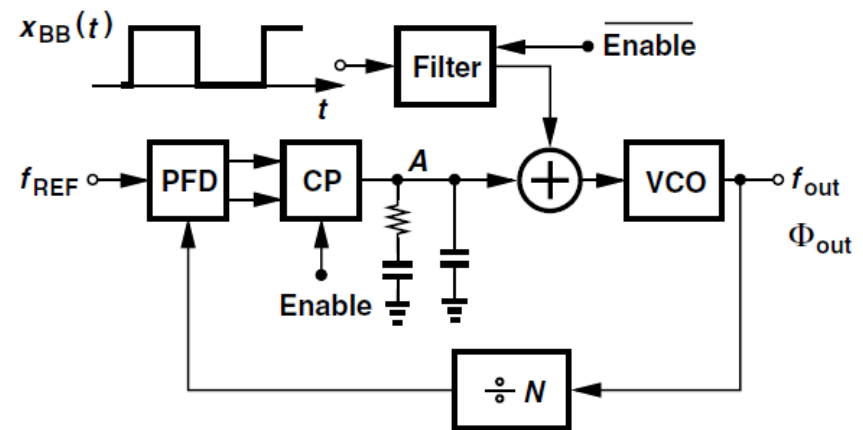 x_BB(t)
t
Filter
Enable
f_REF
PFD
CP
A
+
VCO
f_out
Φ_out
Enable
÷ N